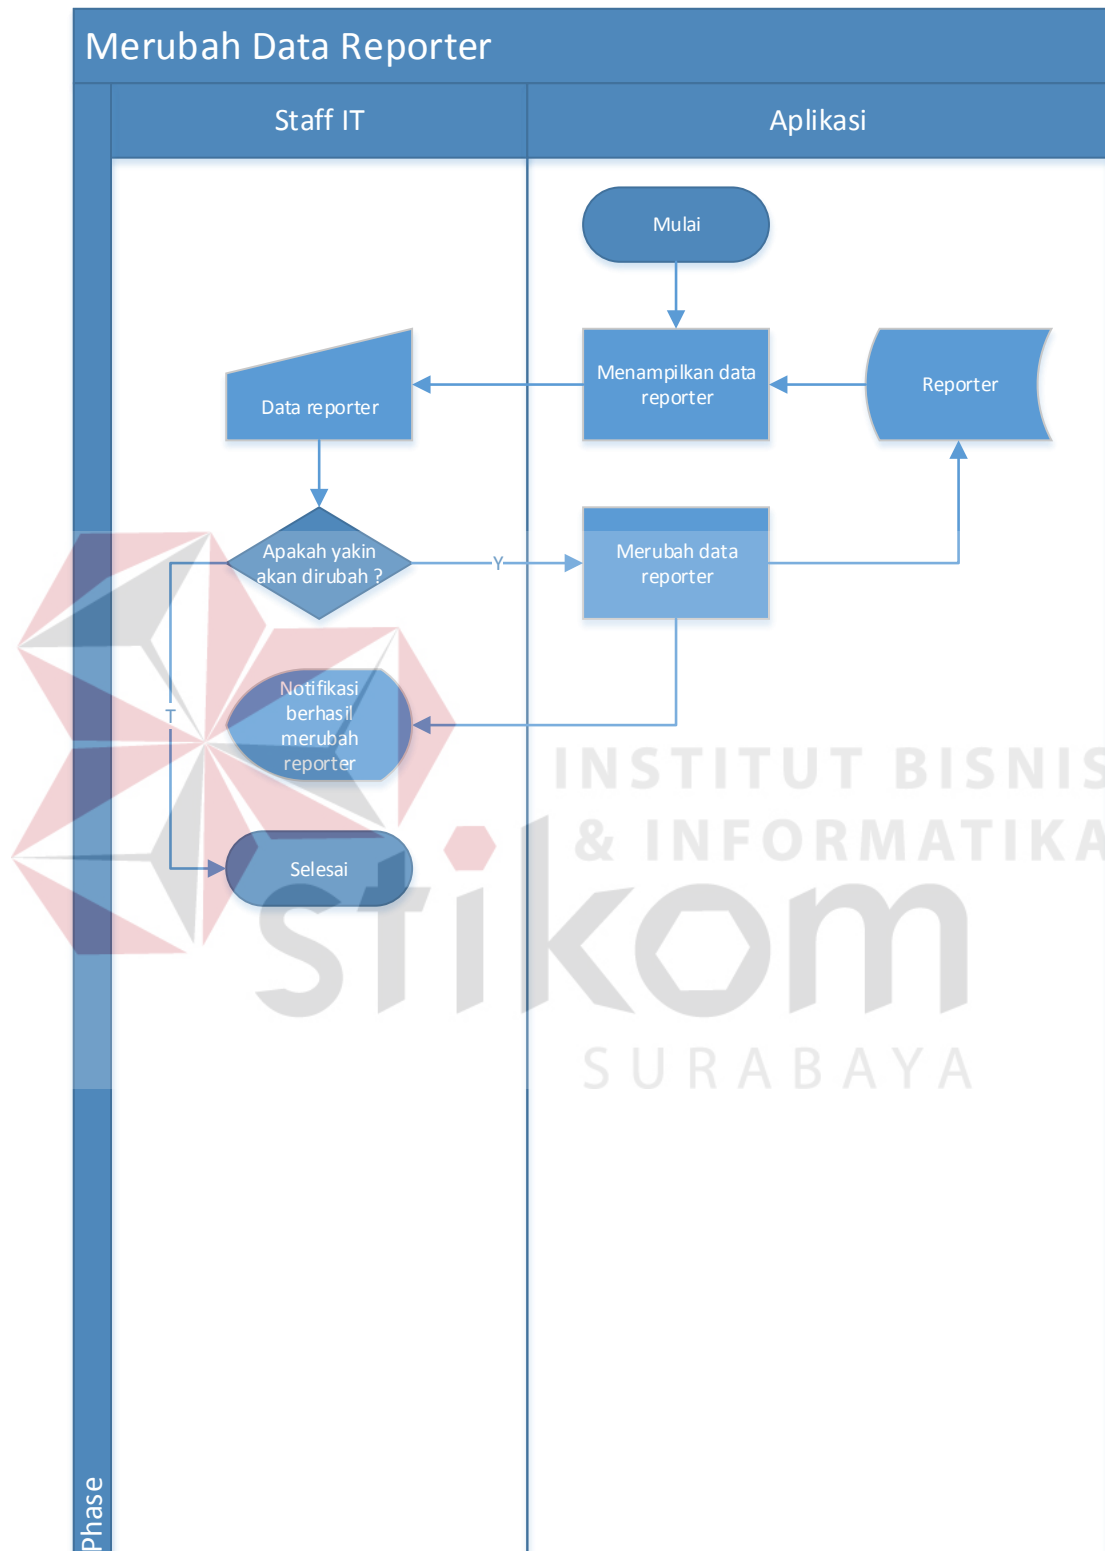 Merubah Data Reporter
Staff IT
Aplikasi
Mulai
Menampilkan data
reporter
Reporter
Data reporter
Apakah yakin
akan dirubah ?
Y
Merubah data
reporter
T
Notifikasi
berhasil
merubah
reporter
Selesai
INSTITUT BISNIS
& INFORMATIKA
stikom
SURABAYA
Phase